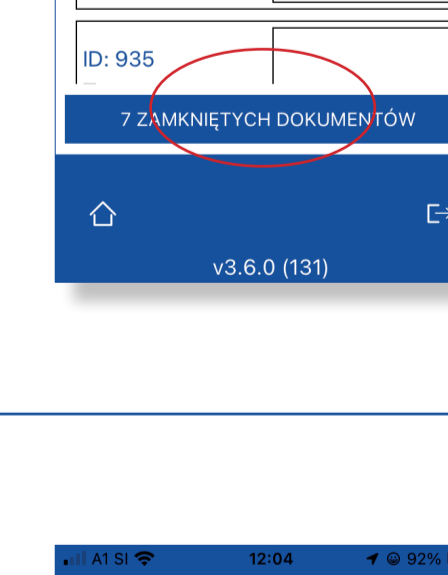 ID: 935
7 ZAMKNIĘTYCH DOKUMENTÓW
v3.6.0 (131)
A1 SI 12:04 92%